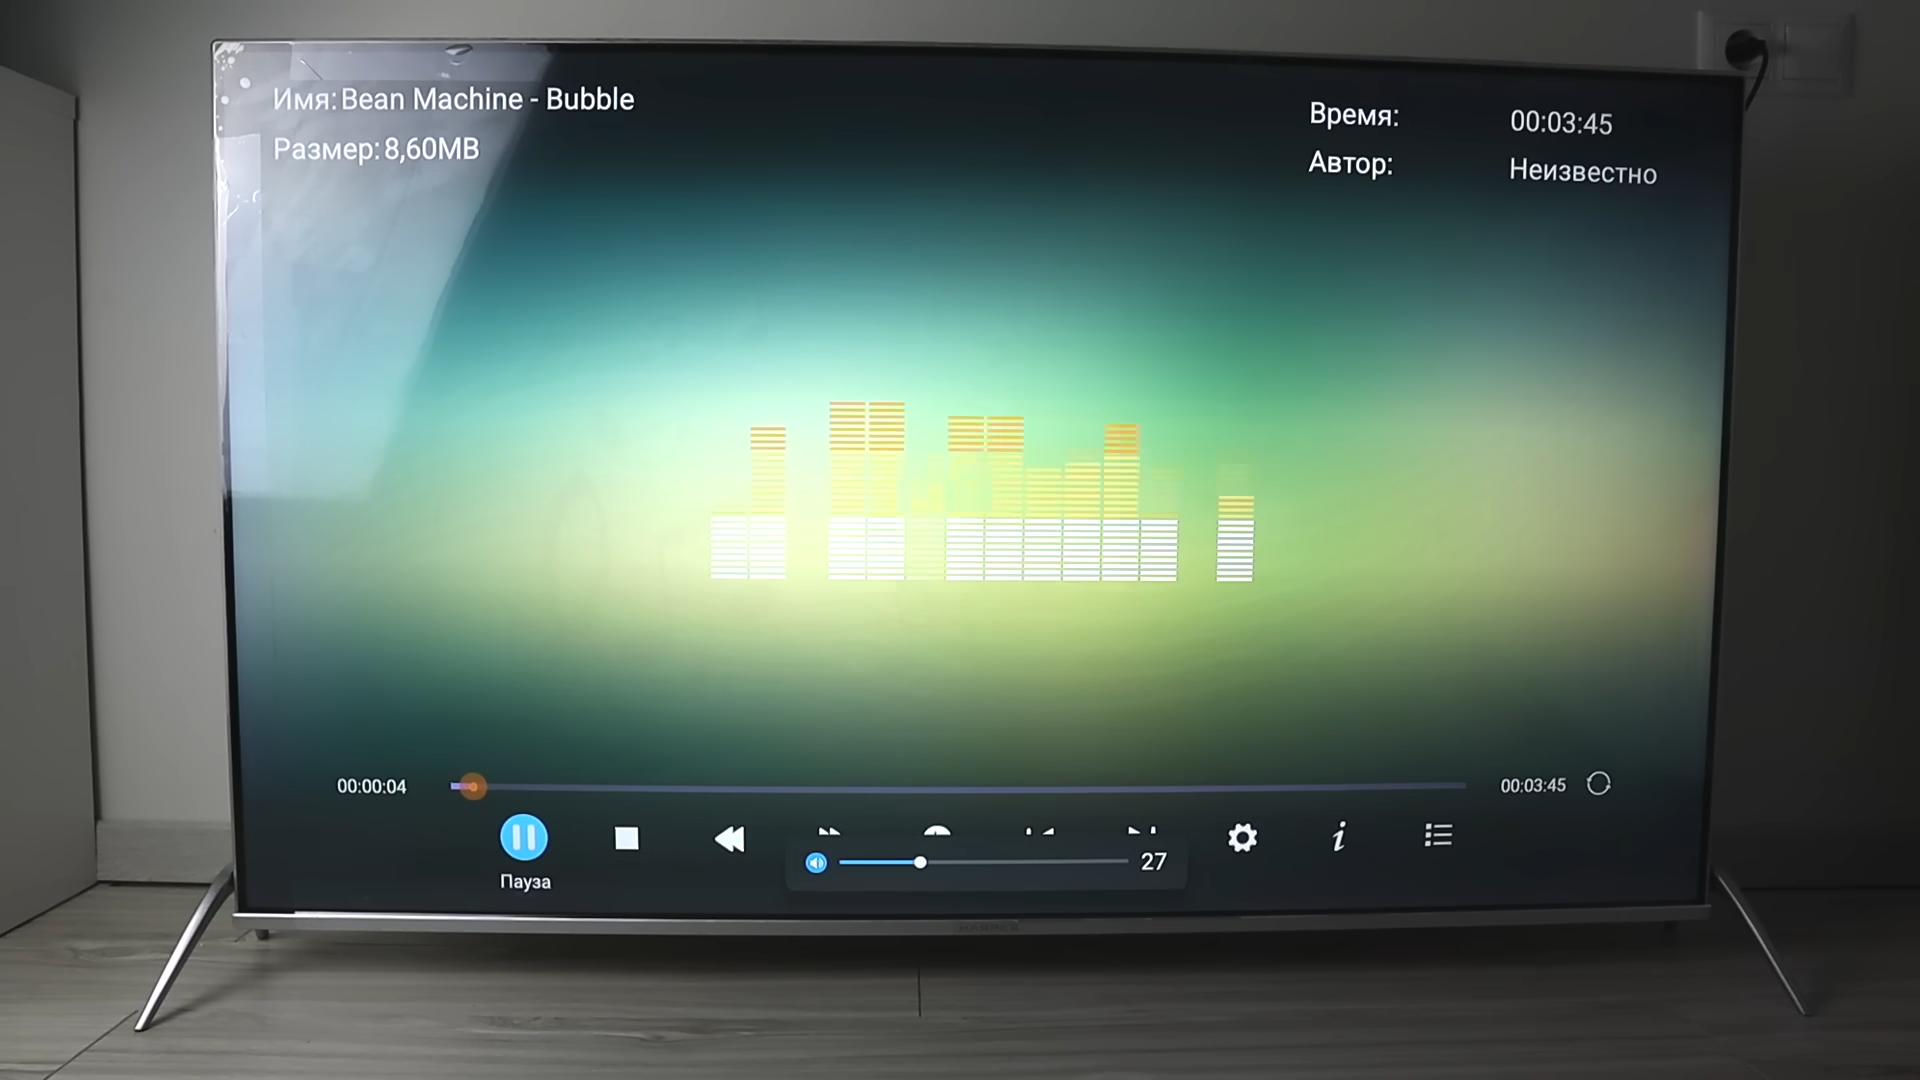 Имя: Bean Machine - Bubble
Размер: 8,60MB
Время: 00:03:45
Автор: Неизвестно
00:00:04
00:03:45
Пауза
27
HARPER